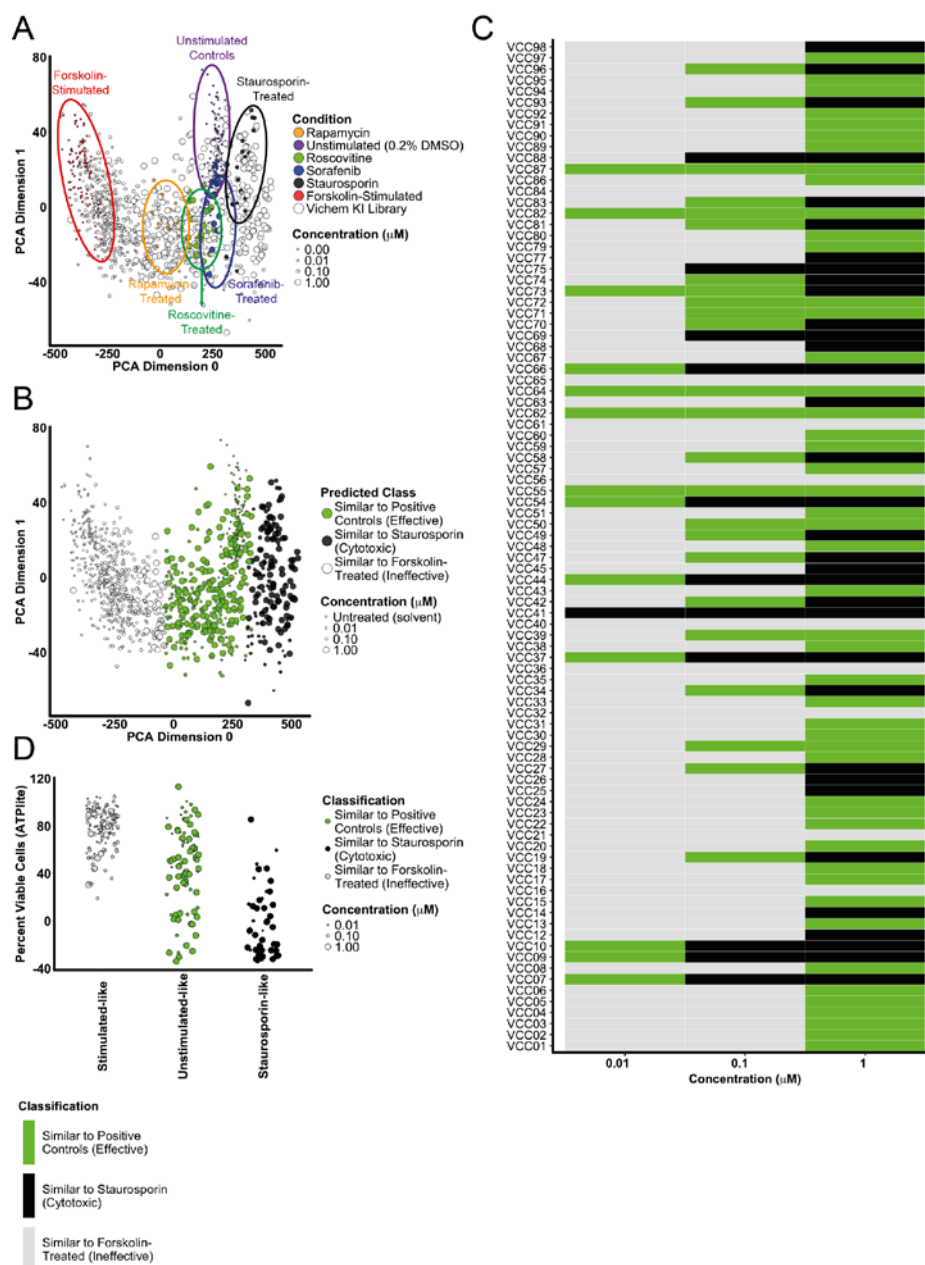 A
Unstimulated
Controls
Forskolin-
Stimulated
Staurosporin-
Treated
80
40
0
-40
PCA Dimension 1
-500
-250
0
250
500
PCA Dimension 0
Rapamycin-
Treated
Sorafenib-
Treated
Roscovitine-
Treated
Condition
Rapamycin
Unstimulated (0.2% DMSO)
Roscovitine
Sorafenib
Staurosporin
Forskolin-Stimulated
Vichem KI Library
Concentration (μM)
0.00
0.01
0.10
1.00
B
80
40
0
-40
PCA Dimension 1
-500
-250
0
250
500
PCA Dimension 0
Predicted Class
Similar to Positive
Controls (Effective)
Similar to Staurosporin
(Cytotoxic)
Similar to Forskolin-
Treated (Ineffective)
Concentration (μM)
Untreated (solvent)
0.01
0.10
1.00
D
120
80
40
0
-40
Percent Viable Cells (ATPlite)
Stimulated-like
Unstimulated-like
Staurosporin-like
Classification
Similar to Positive
Controls (Effective)
Similar to Staurosporin
(Cytotoxic)
Similar to Forskolin-
Treated (Ineffective)
Concentration (μM)
0.01
0.10
1.00
Classification
Similar to Positive
Controls (Effective)
Similar to Staurosporin
(Cytotoxic)
Similar to Forskolin-
Treated (Ineffective)
C
VCC98
VCC97
VCC96
VCC95
VCC94
VCC93
VCC92
VCC91
VCC90
VCC89
VCC88
VCC87
VCC86
VCC84
VCC83
VCC82
VCC81
VCC80
VCC79
VCC77
VCC75
VCC74
VCC73
VCC72
VCC71
VCC70
VCC69
VCC68
VCC67
VCC66
VCC65
VCC64
VCC63
VCC62
VCC61
VCC60
VCC59
VCC58
VCC57
VCC56
VCC55
VCC54
VCC51
VCC50
VCC49
VCC48
VCC47
VCC45
VCC44
VCC43
VCC42
VCC41
VCC40
VCC39
VCC38
VCC37
VCC36
VCC35
VCC34
VCC33
VCC32
VCC31
VCC30
VCC29
VCC28
VCC27
VCC26
VCC25
VCC24
VCC23
VCC22
VCC21
VCC20
VCC19
VCC18
VCC17
VCC16
VCC15
VCC14
VCC13
VCC12
VCC10
VCC09
VCC08
VCC07
VCC06
VCC05
VCC04
VCC03
VCC02
VCC01
0.01
0.1
1
Concentration (μM)